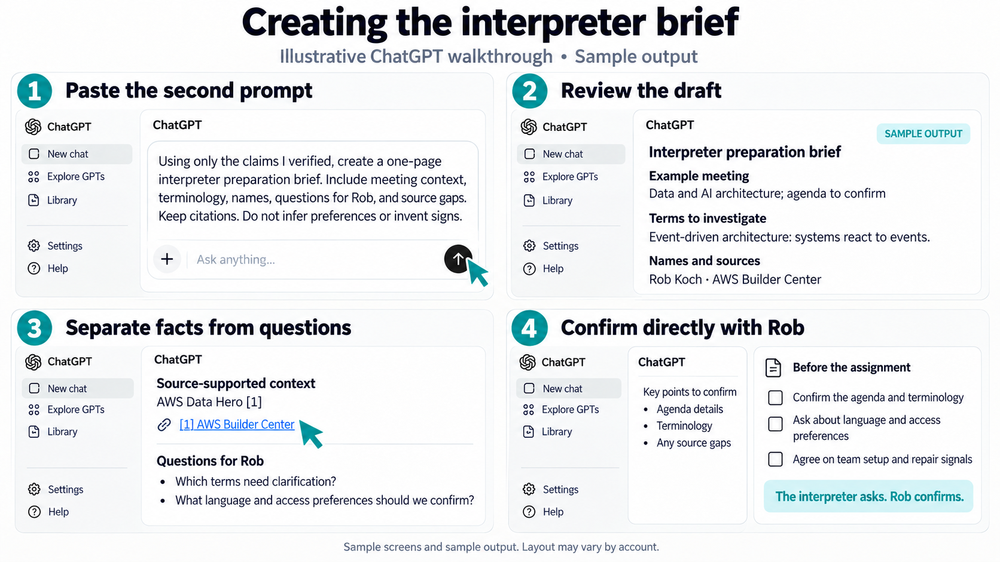 Creating the interpreter brief
Illustrative ChatGPT walkthrough • Sample output
1 Paste the second prompt
ChatGPT
New chat
Explore GPTs
Library
Settings
Help
ChatGPT
Using only the claims I verified, create a one-page
interpreter preparation brief. Include meeting context,
terminology, names, questions for Rob, and source gaps.
Keep citations. Do not infer preferences or invent signs.
Ask anything...
2 Review the draft
ChatGPT
New chat
Explore GPTs
Library
Settings
Help
ChatGPT
SAMPLE OUTPUT
Interpreter preparation brief
Example meeting
Data and AI architecture; agenda to confirm
Terms to investigate
Event-driven architecture: systems react to events.
Names and sources
Rob Koch · AWS Builder Center
3 Separate facts from questions
ChatGPT
New chat
Explore GPTs
Library
Settings
Help
ChatGPT
Source-supported context
AWS Data Hero [1]
[1] AWS Builder Center
Questions for Rob
• Which terms need clarification?
• What language and access preferences should we confirm?
4 Confirm directly with Rob
ChatGPT
New chat
Explore GPTs
Library
Settings
Help
ChatGPT
Key points to confirm
• Agenda details
• Terminology
• Any source gaps
Before the assignment
Confirm the agenda and terminology
Ask about language and access
preferences
Agree on team setup and repair signals
The interpreter asks. Rob confirms.
Sample screens and sample output. Layout may vary by account.